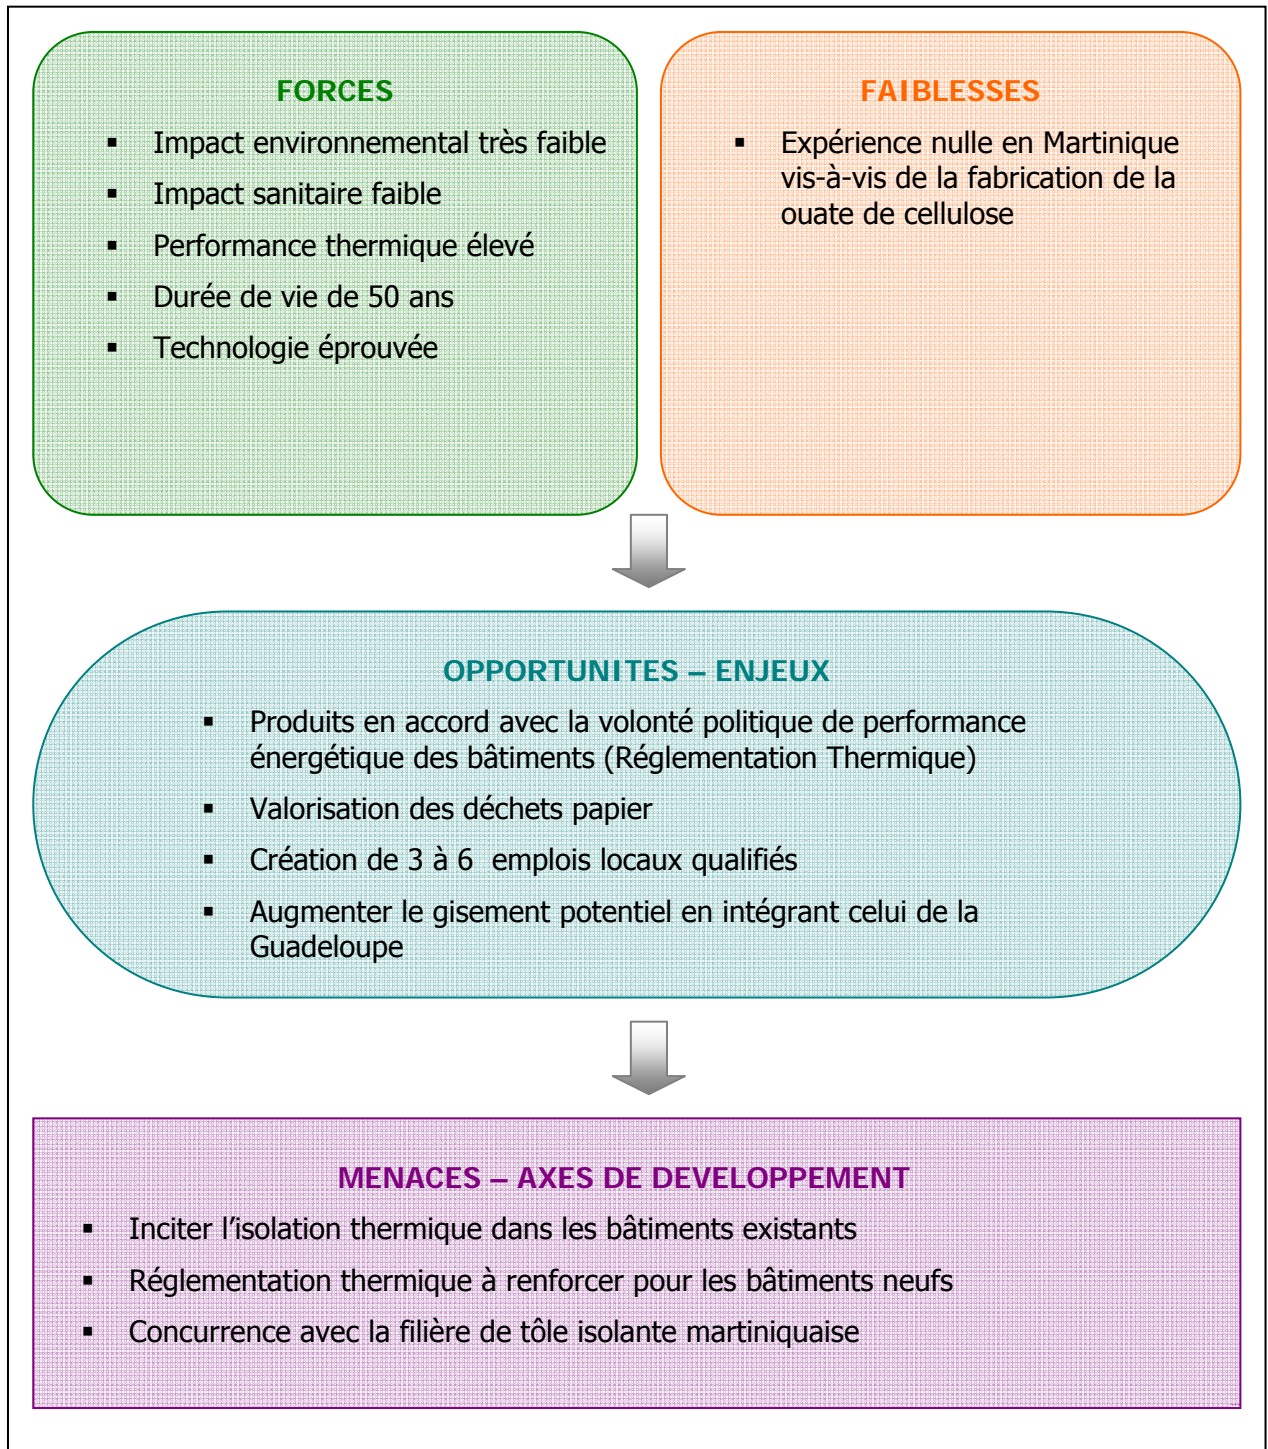 FORCES
▪ Impact environnemental très faible
▪ Impact sanitaire faible
▪ Performance thermique élevé
▪ Durée de vie de 50 ans
▪ Technologie éprouvée
FAIBLESSES
▪ Expérience nulle en Martinique
vis-à-vis de la fabrication de la
ouate de cellulose
OPPORTUNITES – ENJEUX
▪ Produits en accord avec la volonté politique de performance
énergétique des bâtiments (Réglementation Thermique)
▪ Valorisation des déchets papier
▪ Création de 3 à 6 emplois locaux qualifiés
▪ Augmenter le gisement potentiel en intégrant celui de la
Guadeloupe
MENACES – AXES DE DEVELOPPEMENT
▪ Inciter l’isolation thermique dans les bâtiments existants
▪ Réglementation thermique à renforcer pour les bâtiments neufs
▪ Concurrence avec la filière de tôle isolante martiniquaise